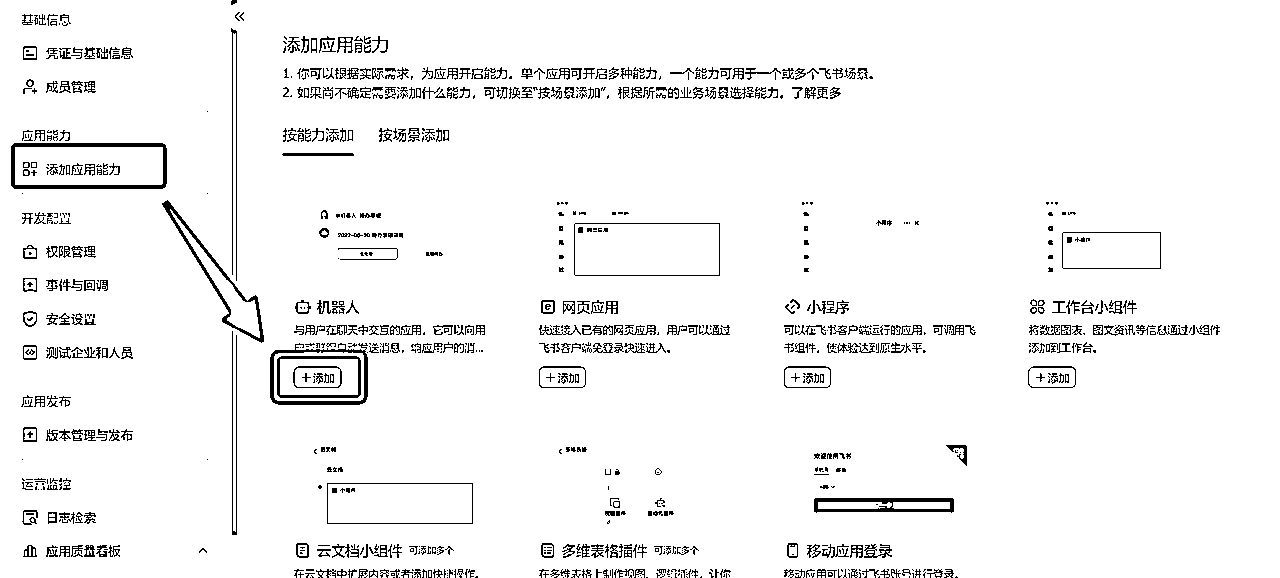 基础信息
凭证与基础信息
成员管理
应用能力
添加应用能力
开发配置
权限管理
事件与回调
安全设置
测试企业和人员
应用发布
版本管理与发布
运营监控
日志检索
应用质量看板
添加应用能力
1. 你可以根据实际需求，为应用开启能力。单个应用可开启多种能力，一个能力可用于一个或多个飞书场景。
2. 如果尚不确定需要添加什么能力，可切换至“按场景添加”，根据所需的业务场景选择能力。了解更多
按能力添加 按场景添加
机器人
与用户在聊天中交互的应用，它可以向用
户或群组自动发送消息，响应用户的消...
+添加
网页应用
快速接入已有的网页应用，用户可以通过
飞书客户端免登录快速进入。
+添加
小程序
可以在飞书客户端运行的应用，可调用飞
书组件，使体验达到原生水平。
+添加
工作台小组件
将数据图表、图文资讯等信息通过小组件
添加到工作台。
+添加
云文档
小程序
云文档小组件 可添加多个
在云文档中扩展内容或者添加快捷操作。
多维表格插件 可添加多个
在多维表格上制作视图、逻辑插件，让你
欢迎使用飞书
移动应用登录
移动应用可以通过飞书账号进行登录。